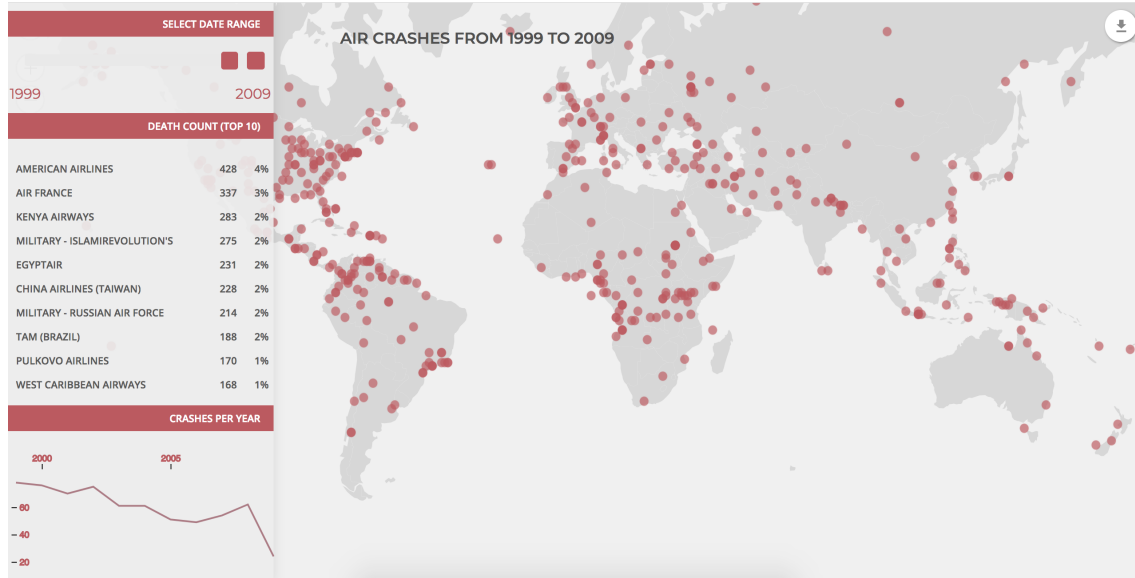 SELECT DATE RANGE
AIR CRASHES FROM 1999 TO 2009
1999 2009
DEATH COUNT (TOP 10)
AMERICAN AIRLINES 428 4%
AIR FRANCE 337 3%
KENYA AIRWAYS 283 2%
MILITARY - ISLAMIREVOLUTION'S 275 2%
EGYPTAIR 231 2%
CHINA AIRLINES (TAIWAN) 228 2%
MILITARY - RUSSIAN AIR FORCE 214 2%
TAM (BRAZIL) 188 2%
PULKOVO AIRLINES 170 1%
WEST CARIBBEAN AIRWAYS 168 1%
CRASHES PER YEAR
2000 2005
60
40
20